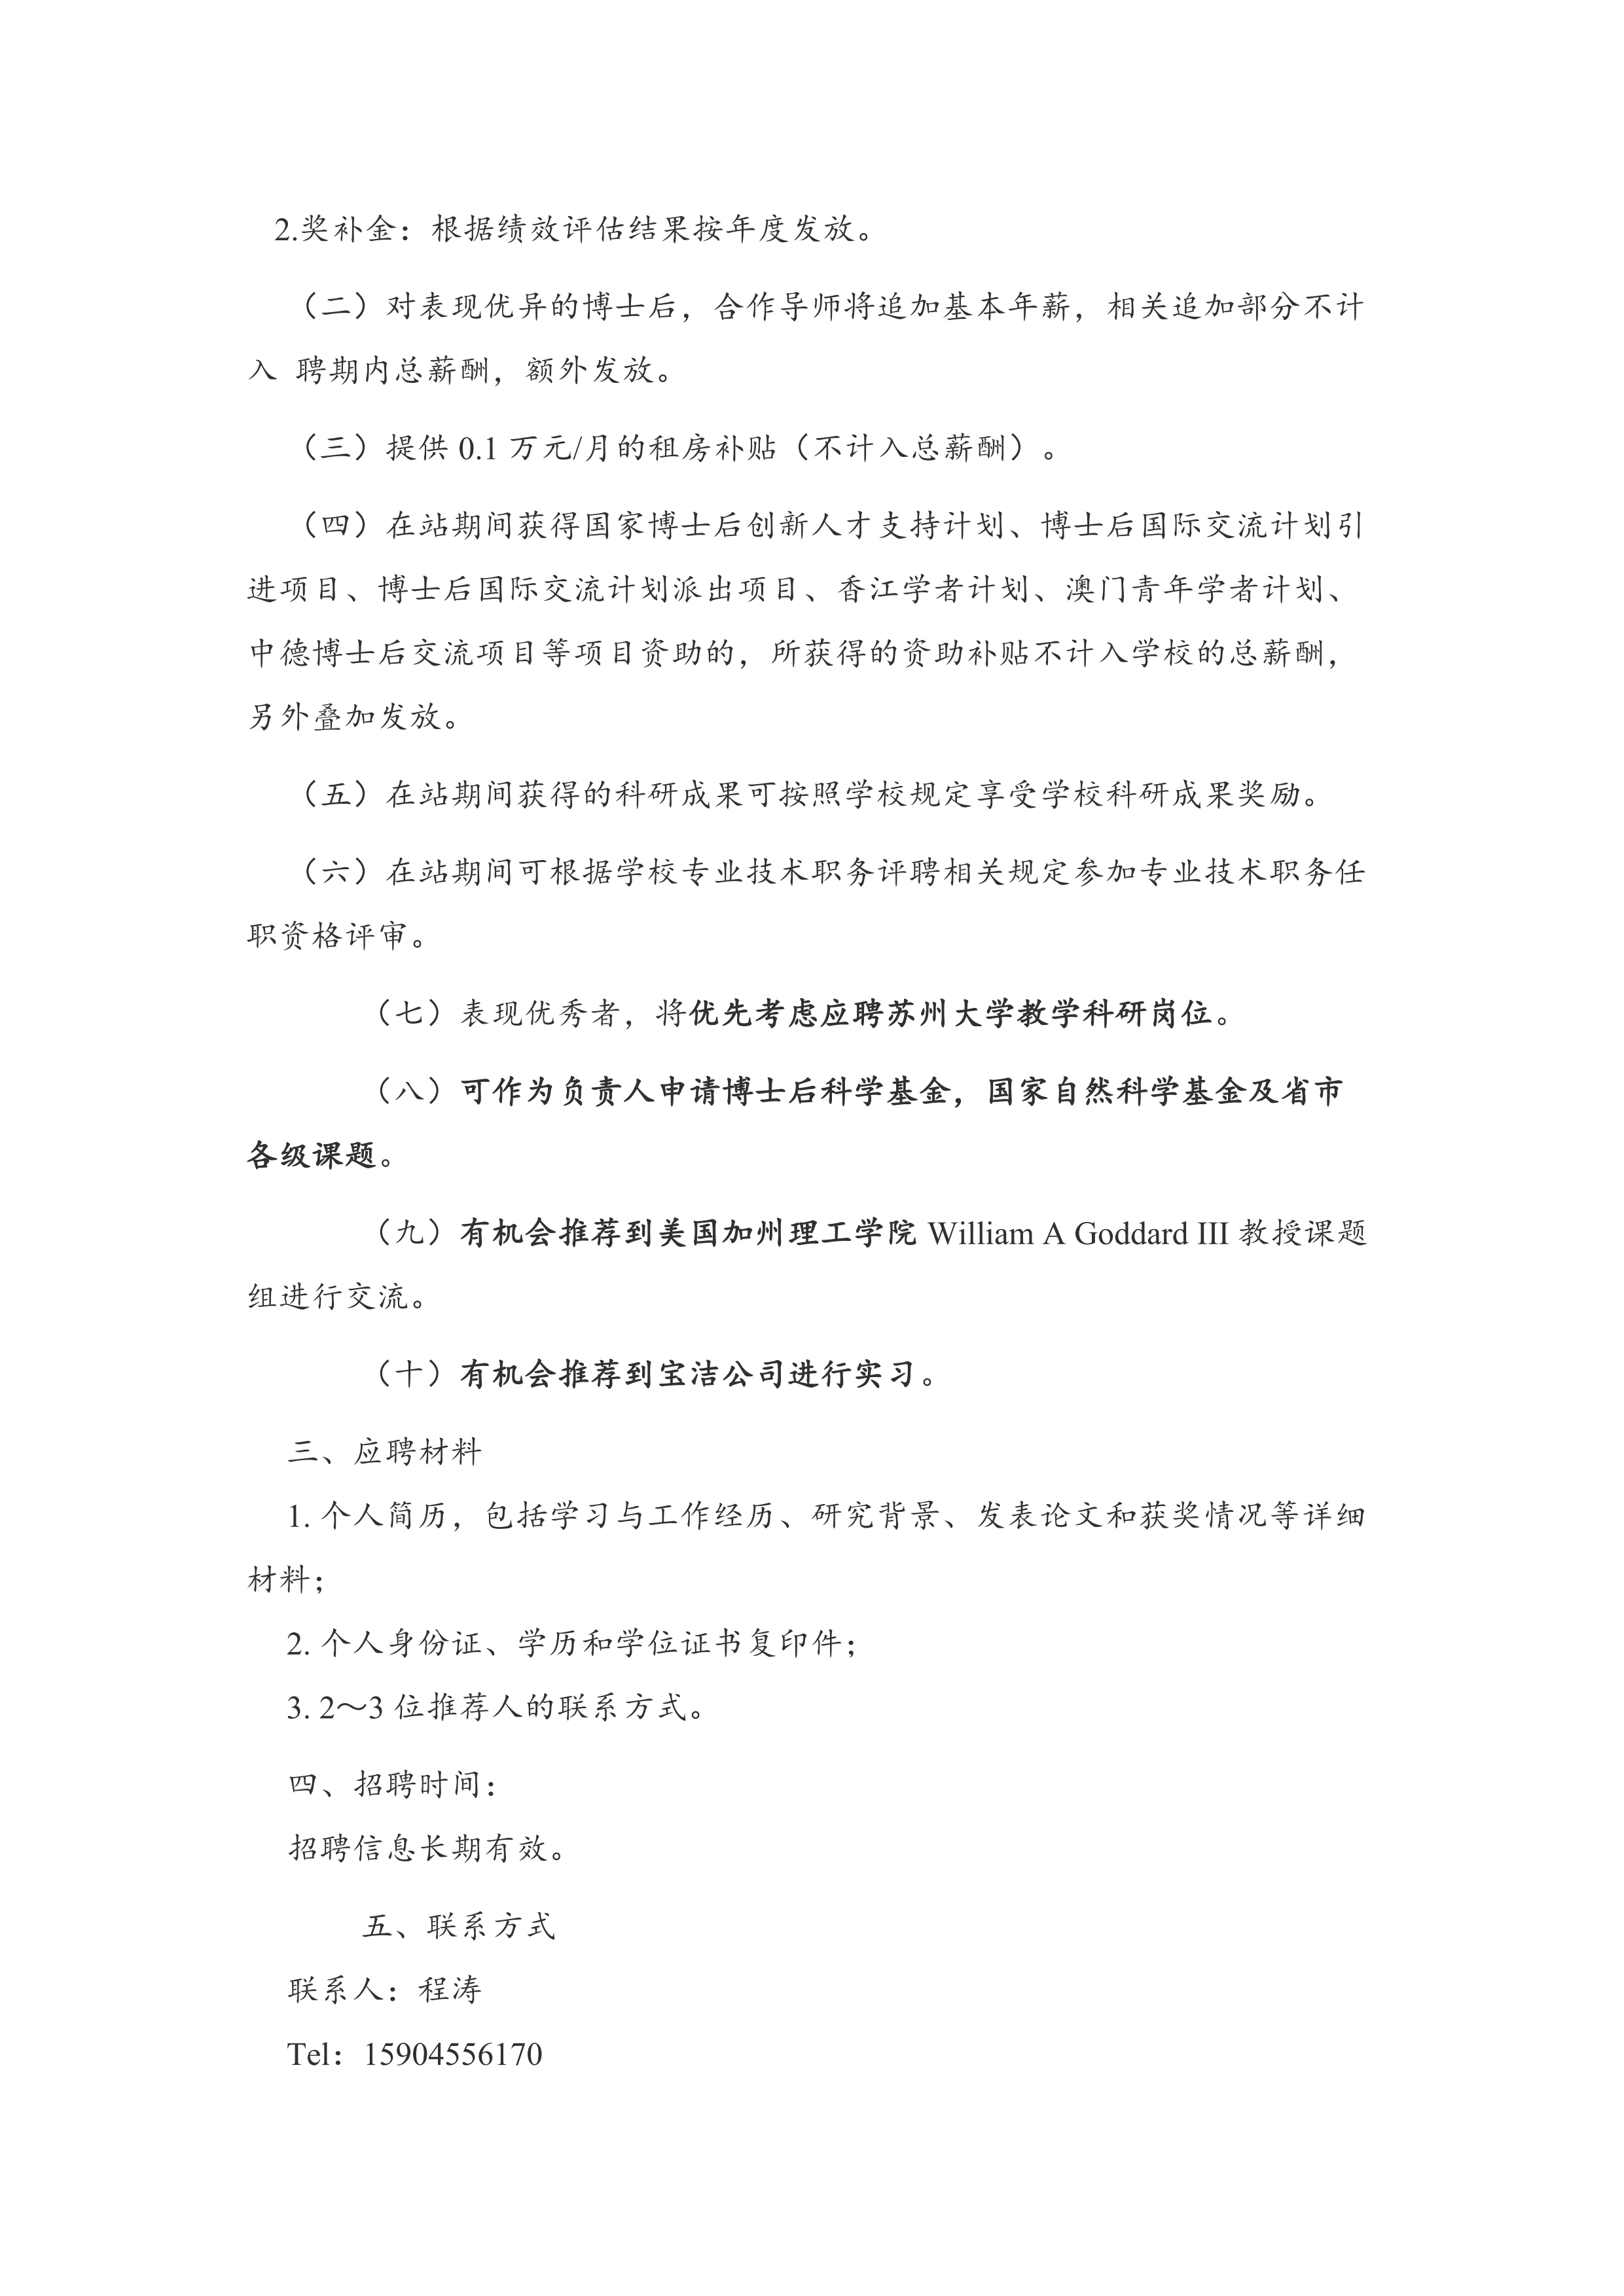 2.奖补金：根据绩效评估结果按年度发放。
（二）对表现优异的博士后，合作导师将追加基本年薪，相关追加部分不计
入 聘期内总薪酬，额外发放。
（三）提供 0.1 万元/月的租房补贴（不计入总薪酬）。
（四）在站期间获得国家博士后创新人才支持计划、博士后国际交流计划引
进项目、博士后国际交流计划派出项目、香江学者计划、澳门青年学者计划、
中德博士后交流项目等项目资助的，所获得的资助补贴不计入学校的总薪酬，
另外叠加发放。
（五）在站期间获得的科研成果可按照学校规定享受学校科研成果奖励。
（六）在站期间可根据学校专业技术职务评聘相关规定参加专业技术职务任
职资格评审。
（七）表现优秀者，将优先考虑应聘苏州大学教学科研岗位。
（八）可作为负责人申请博士后科学基金，国家自然科学基金及省市
各级课题。
（九）有机会推荐到美国加州理工学院 William A Goddard III 教授课题
组进行交流。
（十）有机会推荐到宝洁公司进行实习。
三、应聘材料
1. 个人简历，包括学习与工作经历、研究背景、发表论文和获奖情况等详细
材料；
2. 个人身份证、学历和学位证书复印件；
3. 2～3 位推荐人的联系方式。
四、招聘时间：
招聘信息长期有效。
五、联系方式
联系人：程涛
Tel：15904556170